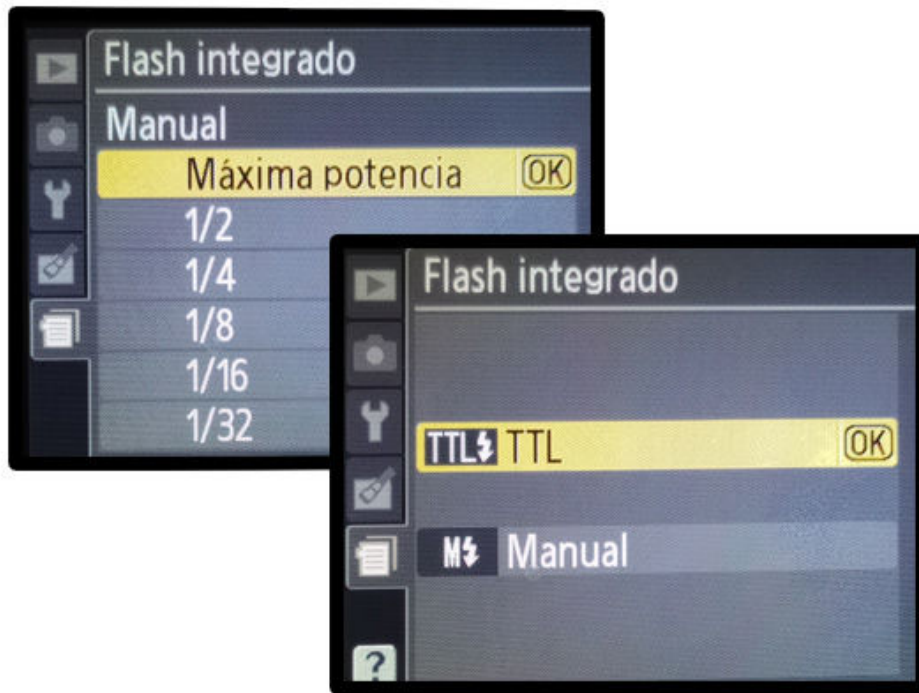 Flash integrado
Manual
Máxima potencia OK
1/2
1/4
1/8
1/16
1/32
Flash integrado
TTL TTL OK
M Manual
?